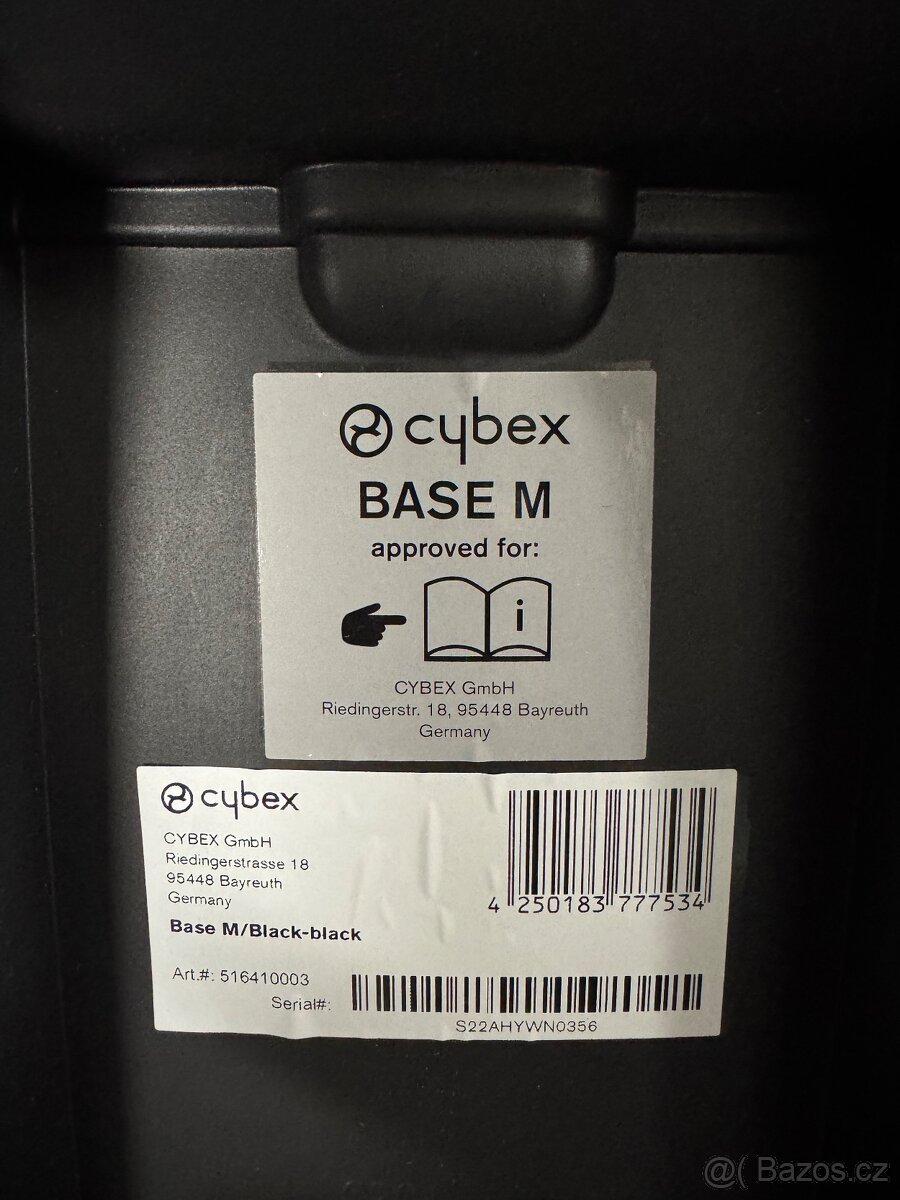 cybex
BASE M
approved for:
i
CYBEX GmbH
Riedingerstr. 18, 95448 Bayreuth
Germany
cybex
CYBEX GmbH
Riedingerstrasse 18
95448 Bayreuth
Germany
Base M/Black-black
4 250183 777534
Art.#: 516410003
Serial#:
S22AHYWN0356
@( Bazos.cz